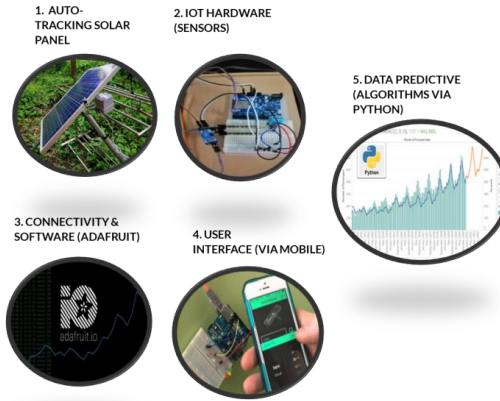 1. AUTO-
TRACKING SOLAR
PANEL
2. IOT HARDWARE
(SENSORS)
5. DATA PREDICTIVE
(ALGORITHMS VIA
PYTHON)
Python
3. CONNECTIVITY &
SOFTWARE (ADAFRUIT)
adafruit.io
4. USER
INTERFACE (VIA MOBILE)